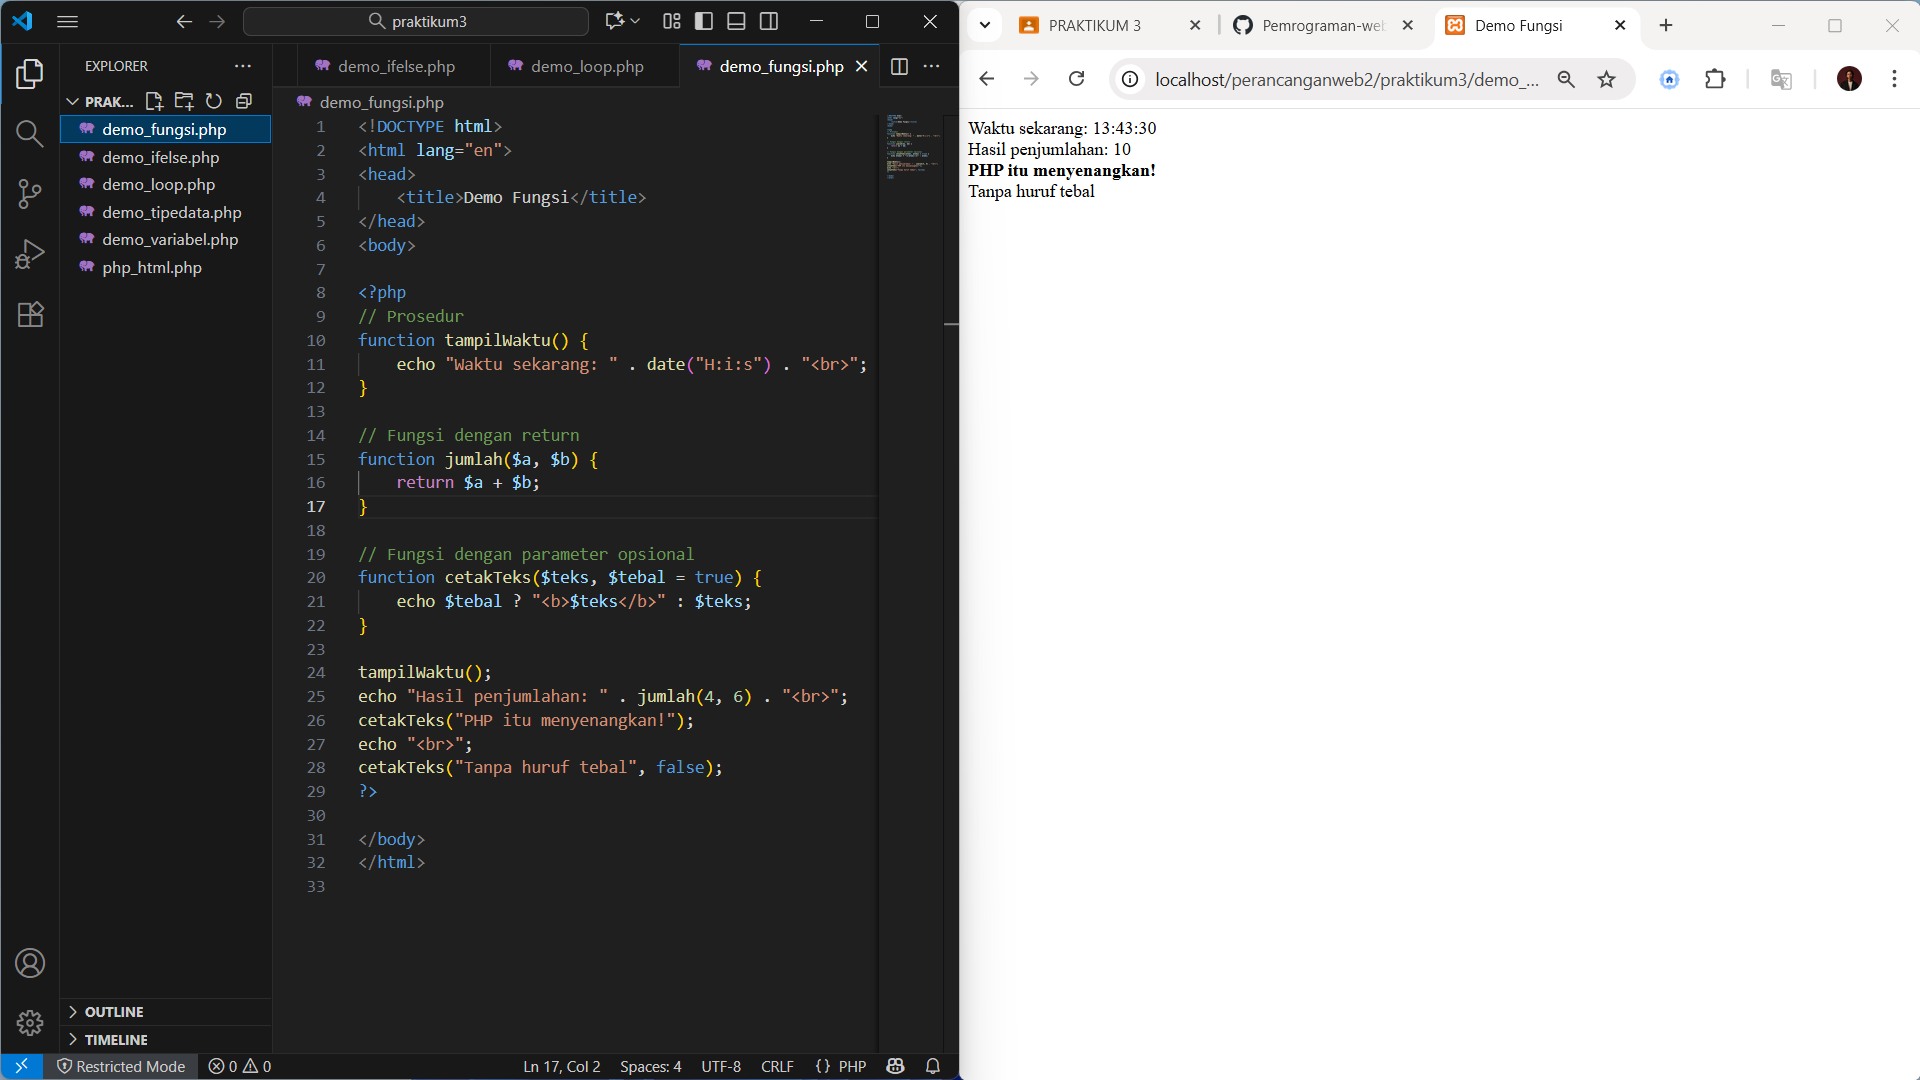 praktikum3
EXPLORER
PRAK...
demo_fungsi.php
demo_ifelse.php
demo_loop.php
demo_tipedata.php
demo_variabel.php
php_html.php
OUTLINE
TIMELINE
demo_ifelse.php
demo_loop.php
demo_fungsi.php
demo_fungsi.php
1 <!DOCTYPE html>
2 <html lang="en">
3 <head>
4 <title>Demo Fungsi</title>
5 </head>
6 <body>
7
8 <?php
9 // Prosedur
10 function tampilWaktu() {
11 echo "Waktu sekarang: " . date("H:i:s") . "<br>";
12 }
13
14 // Fungsi dengan return
15 function jumlah($a, $b) {
16 return $a + $b;
17 }
18
19 // Fungsi dengan parameter opsional
20 function cetakTeks($teks, $tebal = true) {
21 echo $tebal ? "<b>$teks</b>" : $teks;
22 }
23
24 tampilWaktu();
25 echo "Hasil penjumlahan: " . jumlah(4, 6) . "<br>";
26 cetakTeks("PHP itu menyenangkan!");
27 echo "<br>";
28 cetakTeks("Tanpa huruf tebal", false);
29 ?>
30
31 </body>
32 </html>
33
Restricted Mode 0 0 Ln 17, Col 2 Spaces: 4 UTF-8 CRLF {} PHP
PRAKTIKUM 3
Pemrograman-web
Demo Fungsi
localhost/perancanganweb2/praktikum3/demo_...
Waktu sekarang: 13:43:30
Hasil penjumlahan: 10
PHP itu menyenangkan!
Tanpa huruf tebal